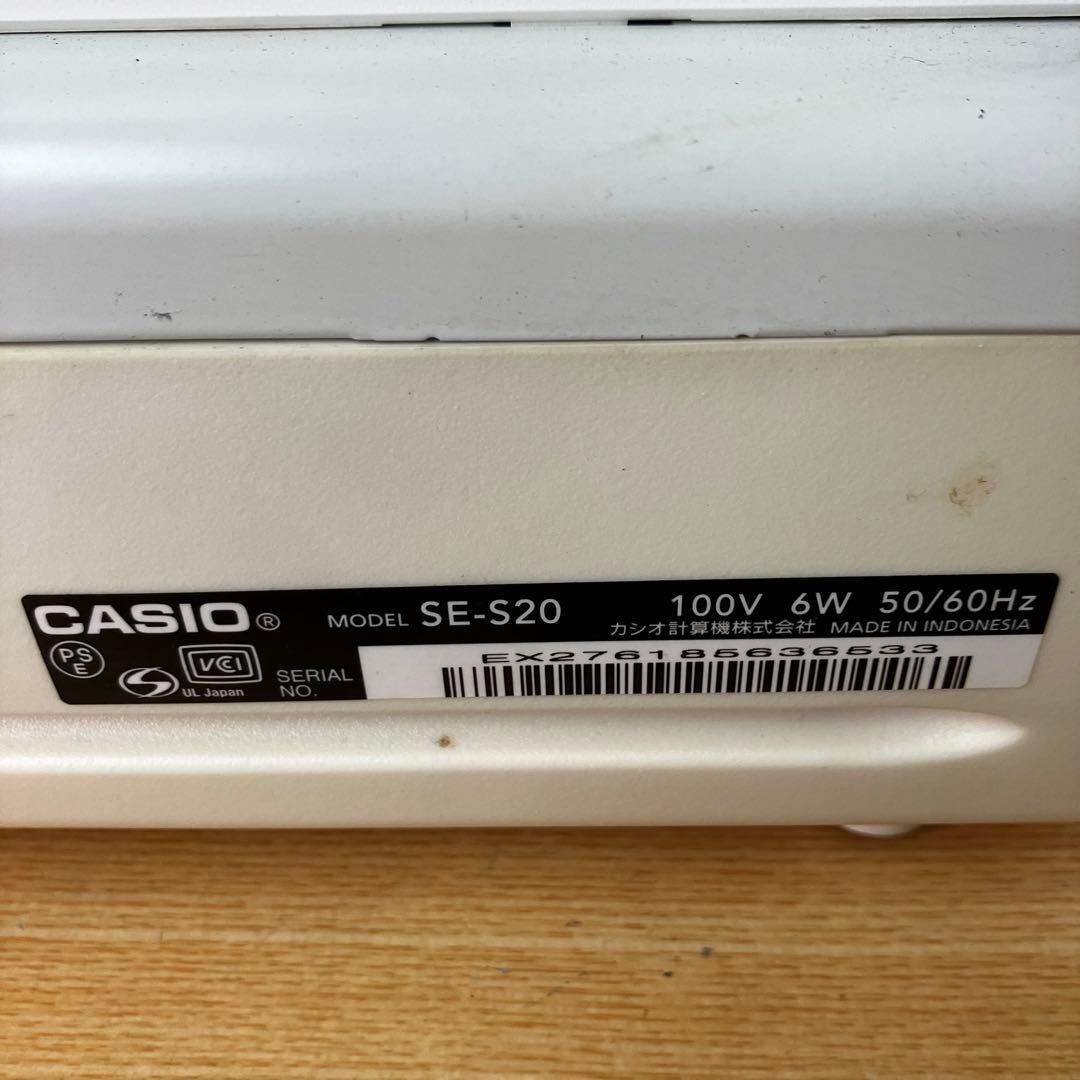 CASIO® MODEL SE-S20 100V 6W 50/60Hz
カシオ計算機株式会社 MADE IN INDONESIA
PS
E
VCI
UL Japan
SERIAL
NO.
EX276185636533